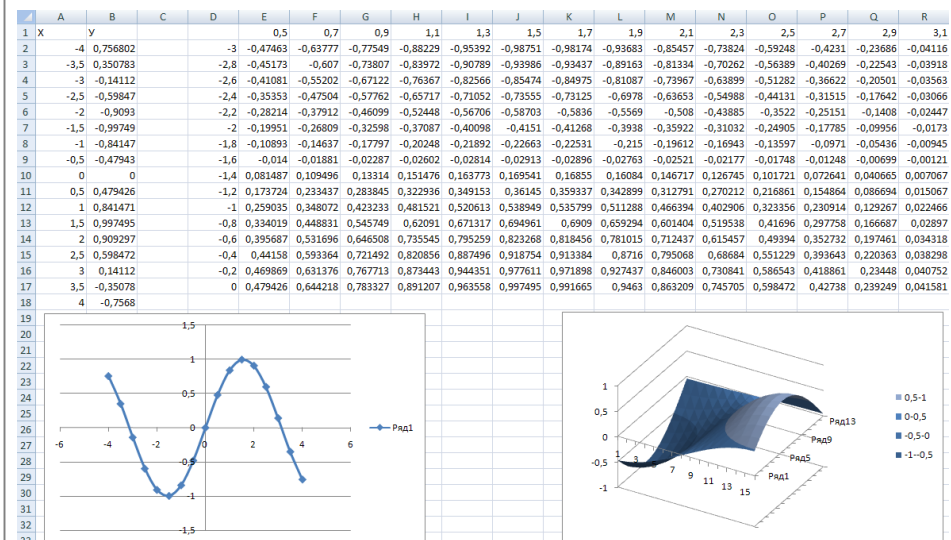 A B C D E F G H I J K L M N O P Q R
1 X У 0,5 0,7 0,9 1,1 1,3 1,5 1,7 1,9 2,1 2,3 2,5 2,7 2,9 3,1
2 -4 0,756802 -3 -0,47463 -0,63777 -0,77549 -0,88229 -0,95392 -0,98751 -0,98174 -0,93683 -0,85457 -0,73824 -0,59248 -0,4231 -0,23686 -0,04116
3 -3,5 0,350783 -2,8 -0,45173 -0,607 -0,73807 -0,83972 -0,90789 -0,93986 -0,93437 -0,89163 -0,81334 -0,70262 -0,56389 -0,40269 -0,22543 -0,03918
4 -3 -0,14112 -2,6 -0,41081 -0,55202 -0,67122 -0,76367 -0,82566 -0,85474 -0,84975 -0,81087 -0,73967 -0,63899 -0,51282 -0,36622 -0,20501 -0,03563
5 -2,5 -0,59847 -2,4 -0,35353 -0,47504 -0,57762 -0,65717 -0,71052 -0,73555 -0,73125 -0,6978 -0,63653 -0,54988 -0,44131 -0,31515 -0,17642 -0,03066
6 -2 -0,9093 -2,2 -0,28214 -0,37912 -0,46099 -0,52448 -0,56706 -0,58703 -0,5836 -0,5569 -0,508 -0,43885 -0,3522 -0,25151 -0,1408 -0,02447
7 -1,5 -0,99749 -2 -0,19951 -0,26809 -0,32598 -0,37087 -0,40098 -0,4151 -0,41268 -0,3938 -0,35922 -0,31032 -0,24905 -0,17785 -0,09956 -0,0173
8 -1 -0,84147 -1,8 -0,10893 -0,14637 -0,17797 -0,20248 -0,21892 -0,22663 -0,22531 -0,215 -0,19612 -0,16943 -0,13597 -0,0971 -0,05436 -0,00945
9 -0,5 -0,47943 -1,6 -0,014 -0,01881 -0,02287 -0,02602 -0,02814 -0,02913 -0,02896 -0,02763 -0,02521 -0,02177 -0,01748 -0,01248 -0,00699 -0,00121
10 0 0 -1,4 0,081487 0,109496 0,13314 0,151476 0,163773 0,169541 0,16855 0,16084 0,146717 0,126745 0,101721 0,072641 0,040665 0,007067
11 0,5 0,479426 -1,2 0,173724 0,233437 0,283845 0,322936 0,349153 0,36145 0,359337 0,342899 0,312791 0,270212 0,216861 0,154864 0,086694 0,015067
12 1 0,841471 -1 0,259035 0,348072 0,423233 0,481521 0,520613 0,538949 0,535799 0,511288 0,466394 0,402906 0,323356 0,230914 0,129267 0,022466
13 1,5 0,997495 -0,8 0,334019 0,448831 0,545749 0,62091 0,671317 0,694961 0,6909 0,659294 0,601404 0,519538 0,41696 0,297758 0,166687 0,02897
14 2 0,909297 -0,6 0,395687 0,531696 0,646508 0,735545 0,795259 0,823268 0,818456 0,781015 0,712437 0,615457 0,49394 0,352732 0,197461 0,034318
15 2,5 0,598472 -0,4 0,44158 0,593364 0,721492 0,820856 0,887496 0,918754 0,913384 0,8716 0,795068 0,68684 0,551229 0,393643 0,220363 0,038298
16 3 0,14112 -0,2 0,469869 0,631376 0,767713 0,873443 0,944351 0,977611 0,971898 0,927437 0,846003 0,730841 0,586543 0,418861 0,23448 0,040752
17 3,5 -0,35078 0 0,479426 0,644218 0,783327 0,891207 0,963558 0,997495 0,991665 0,9463 0,863209 0,745705 0,598472 0,42738 0,239249 0,041581
18 4 -0,7568
19
20
21
22
23
24
25
26
27
28
29
30
31
32
1,5
1
0,5
0
-0,5
-1
-1,5
-6 -4 -2 0 2 4 6
Ряд1
1
0,5
0
-0,5
-1
1 3 5 7 9 11 13 15
Ряд1
Ряд5
Ряд9
Ряд13
0,5-1
0-0,5
-0,5-0
-1--0,5